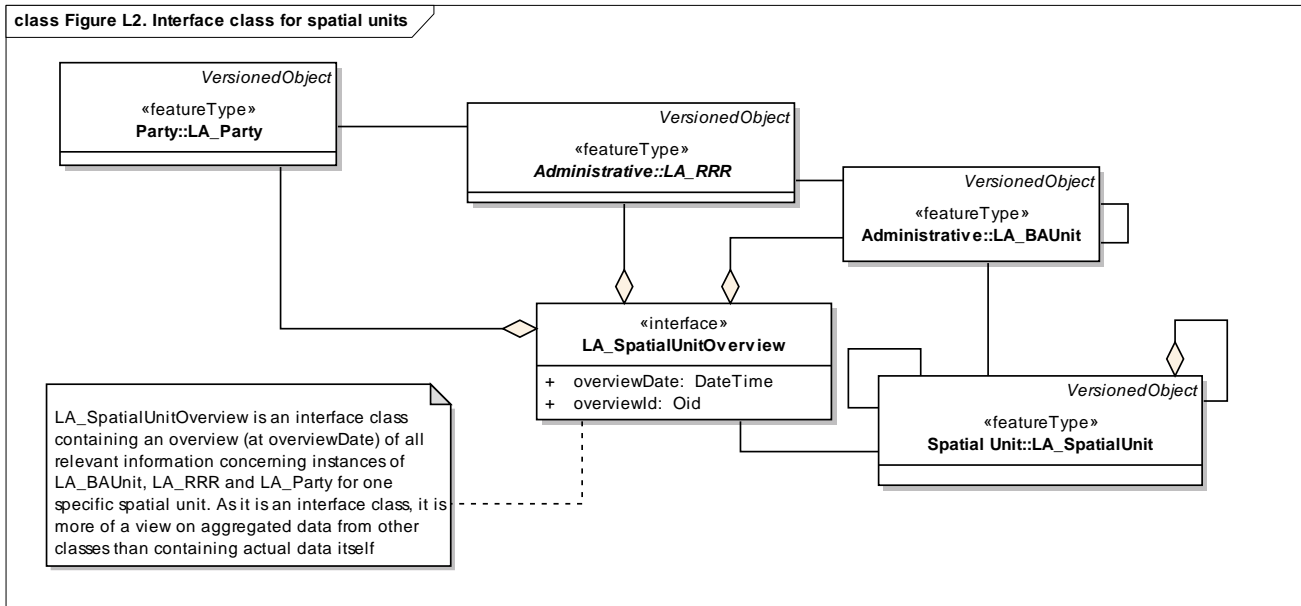 class Figure L2. Interface class for spatial units
VersionedObject
«featureType»
Party::LA_Party
VersionedObject
«featureType»
Administrative::LA_RRR
VersionedObject
«featureType»
Administrative::LA_BAUnit
«interface»
LA_SpatialUnitOverview
+ overviewDate: DateTime
+ overviewId: Oid
VersionedObject
«featureType»
Spatial Unit::LA_SpatialUnit
LA_SpatialUnitOverview is an interface class
containing an overview (at overviewDate) of all
relevant information concerning instances of
LA_BAUnit, LA_RRR and LA_Party for one
specific spatial unit. As it is an interface class, it is
more of a view on aggregated data from other
classes than containing actual data itself